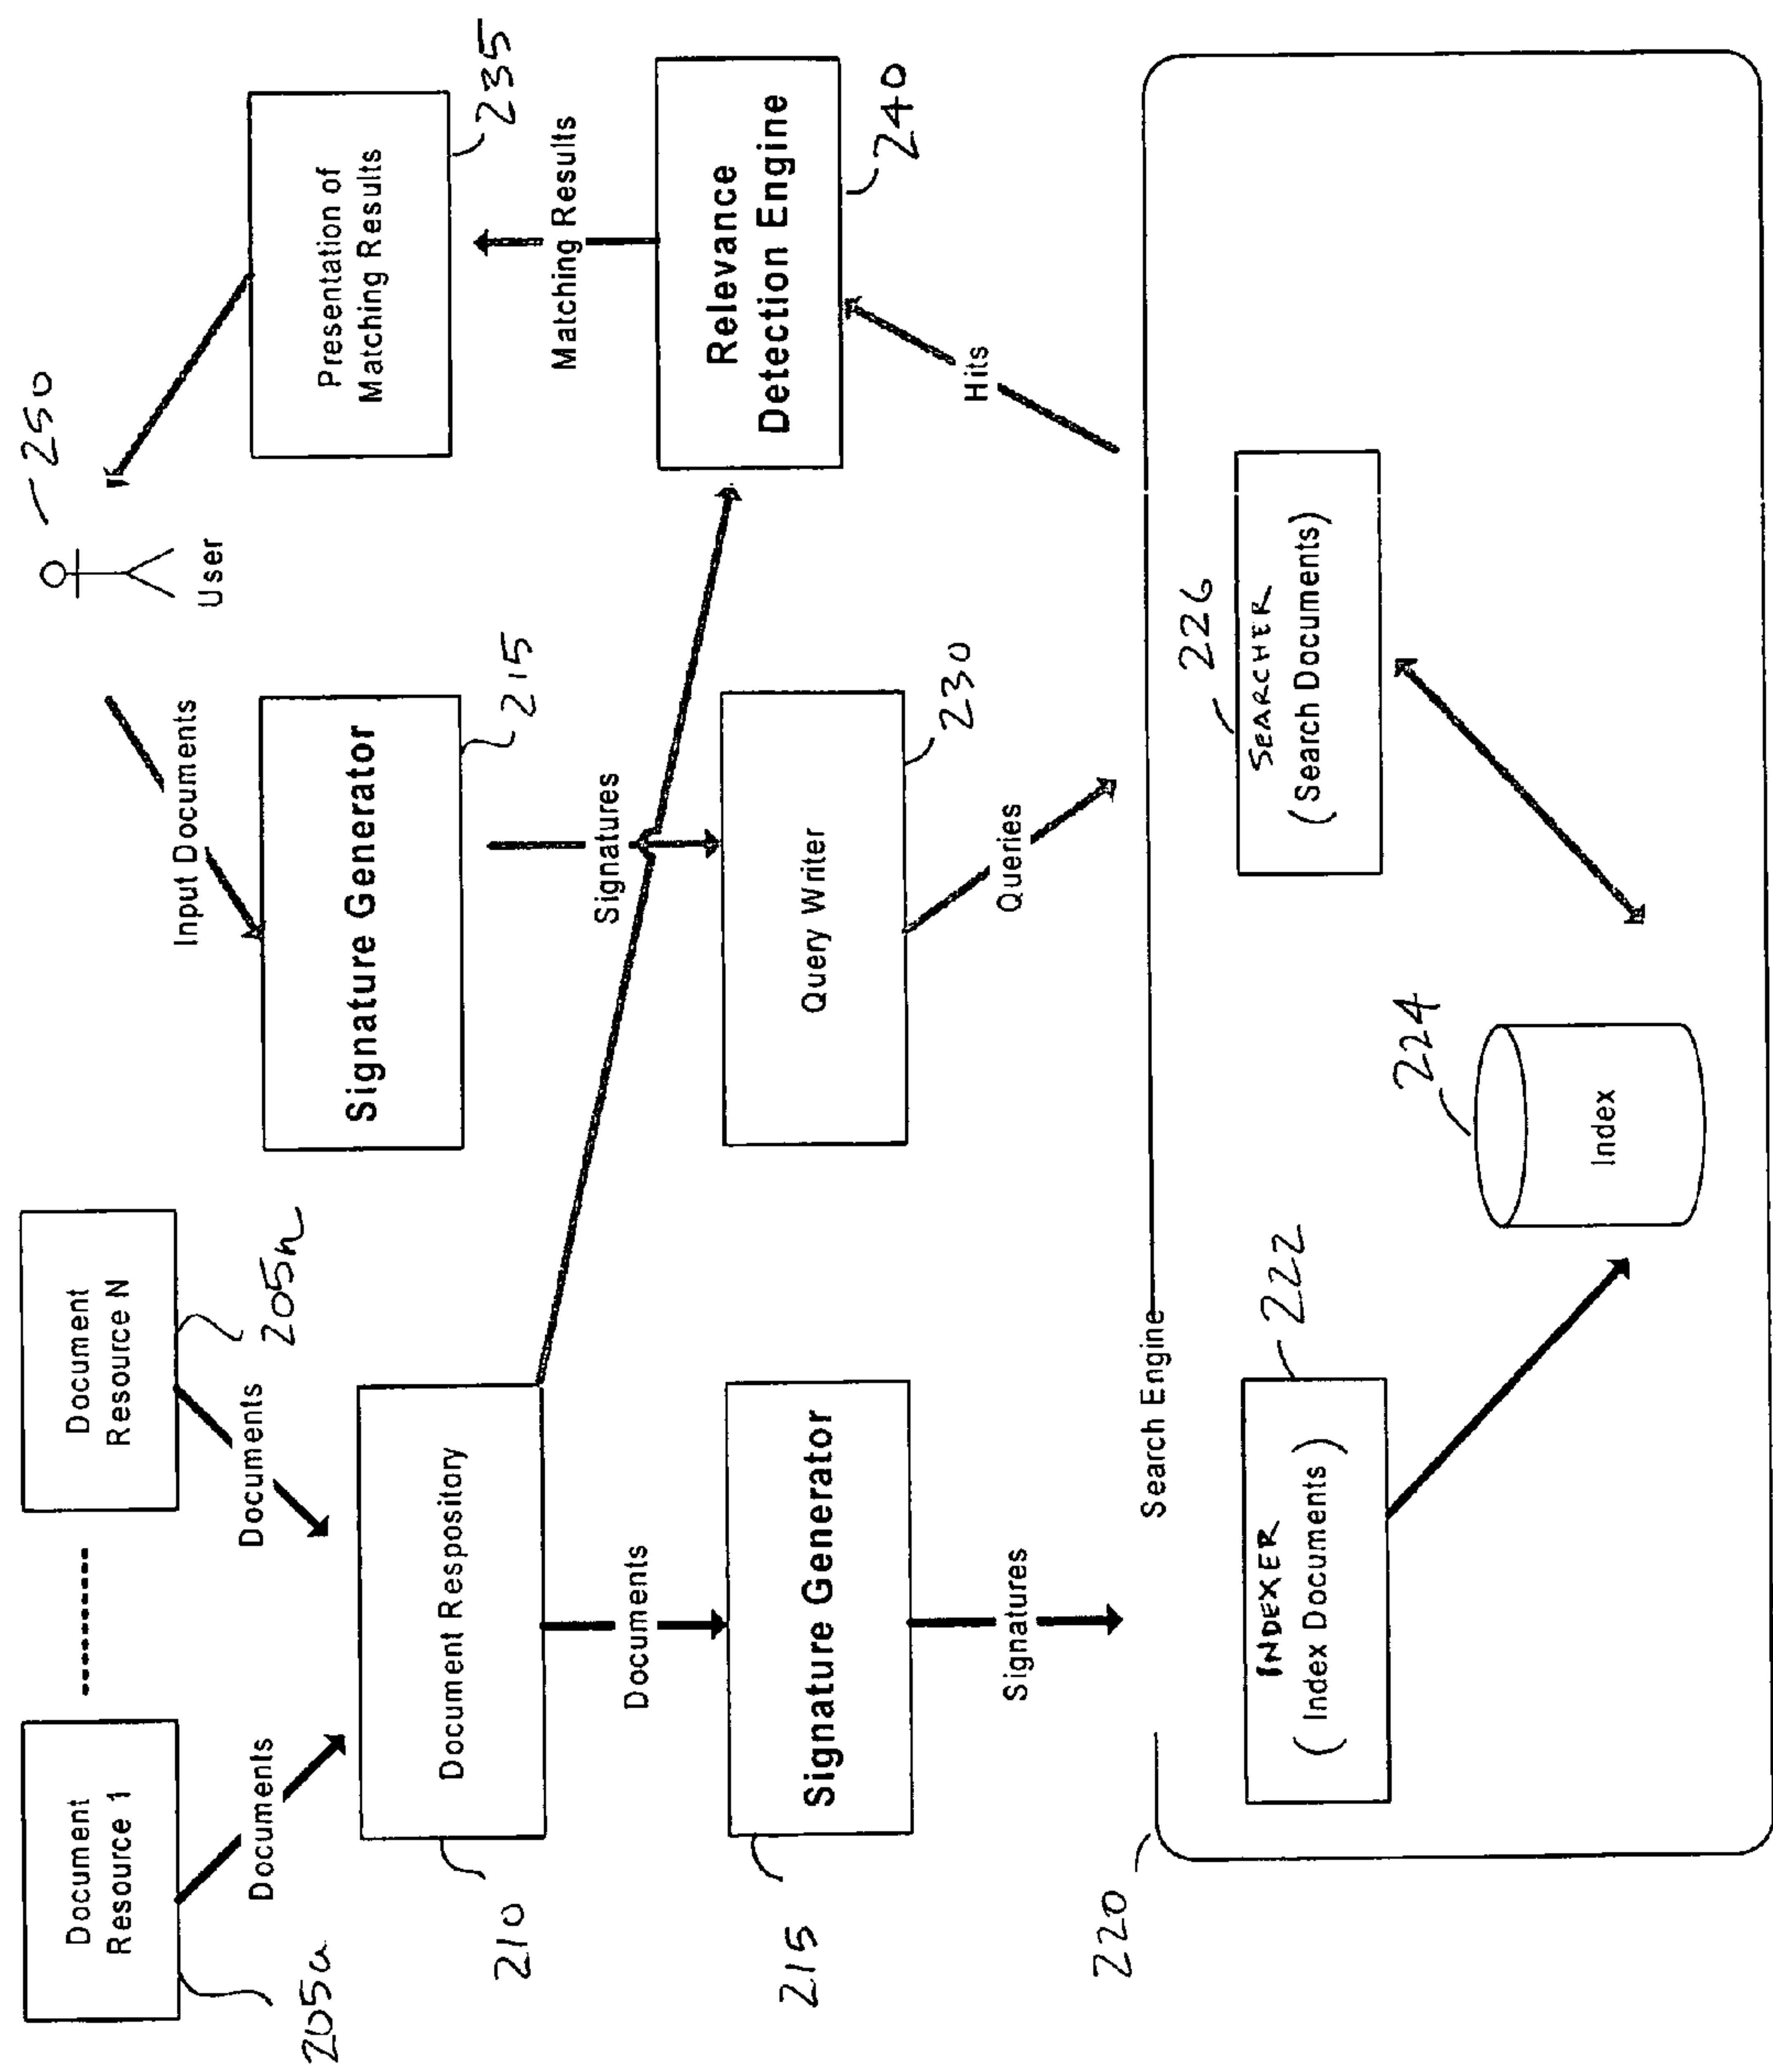 Document
Resource 1
205a
Document
Resource N
205n
Documents
Documents
Document Respository
210
Documents
Signature Generator
215
Signatures
User
250
Input Documents
Signature Generator
215
Signatures
Query Writer
230
Queries
Presentation of
Matching Results
235
Matching Results
Relevance
Detection Engine
240
Hits
Search Engine
220
INDEXER
( Index Documents )
222
Index
224
SEARCHER
( Search Documents)
226